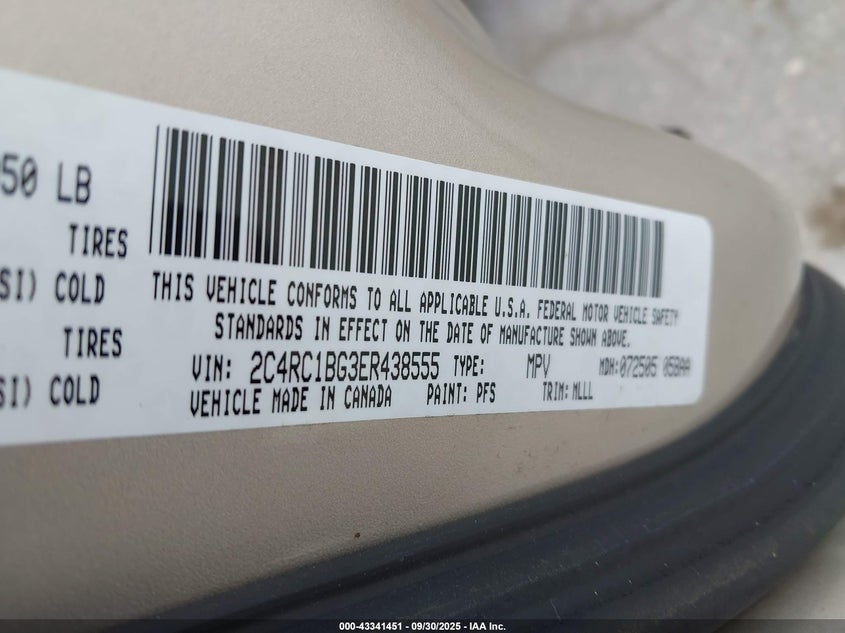 50 LB
TIRES
SI) COLD
TIRES
SI) COLD
THIS VEHICLE CONFORMS TO ALL APPLICABLE U.S.A. FEDERAL MOTOR VEHICLE SAFETY
STANDARDS IN EFFECT ON THE DATE OF MANUFACTURE SHOWN ABOVE.
VIN: 2C4RC1BG3ER438555 TYPE: MPV MDH:072505 05BAA
VEHICLE MADE IN CANADA PAINT: PFS TRIM: MLLL
000-43341451 - 09/30/2025 - IAA Inc.